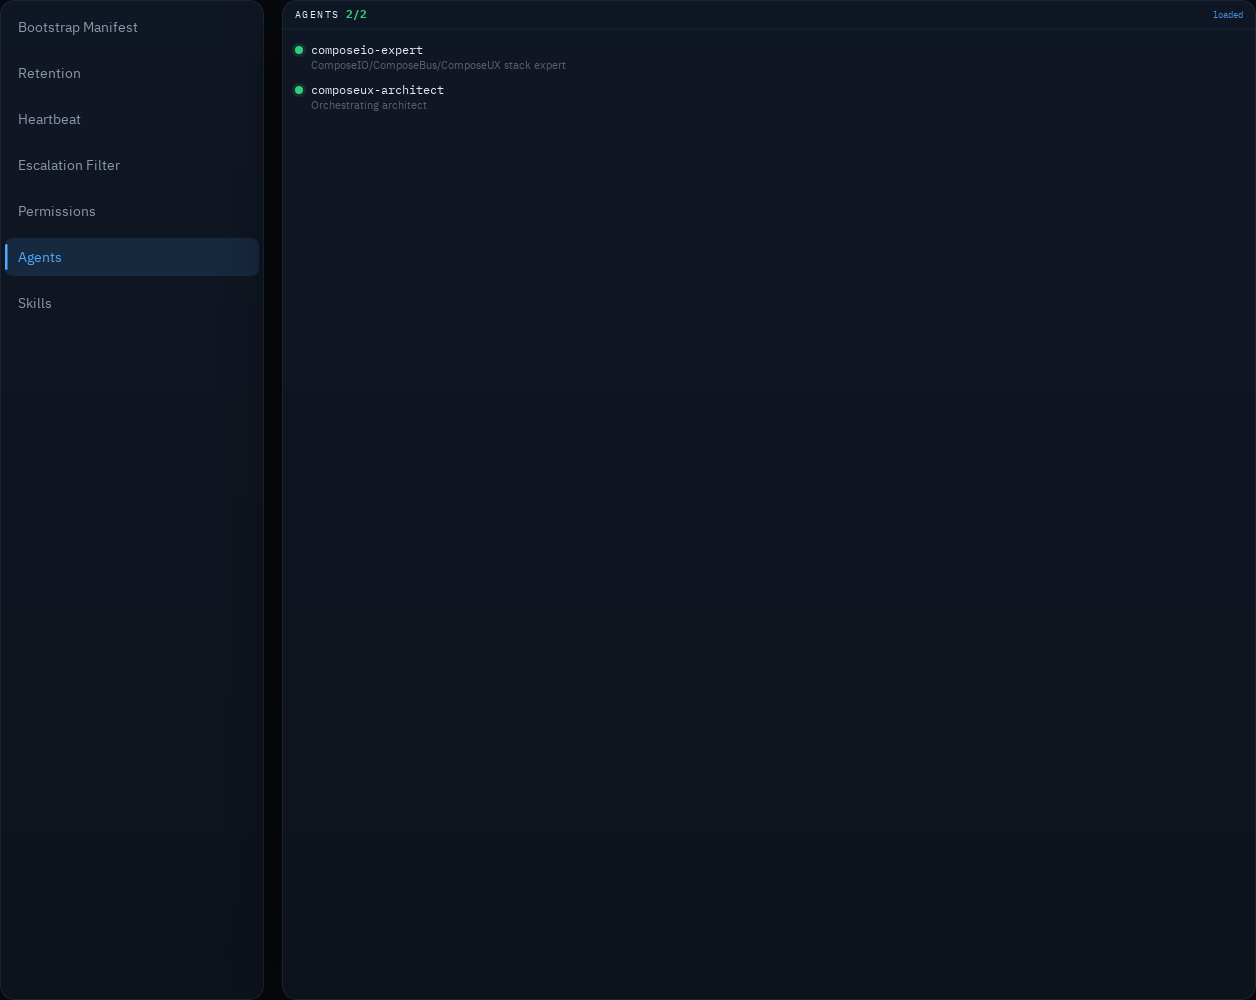 Bootstrap Manifest
Retention
Heartbeat
Escalation Filter
Permissions
Agents
Skills
AGENTS 2/2
loaded
composeio-expert
ComposeIO/ComposeBus/ComposeUX stack expert
composeux-architect
Orchestrating architect